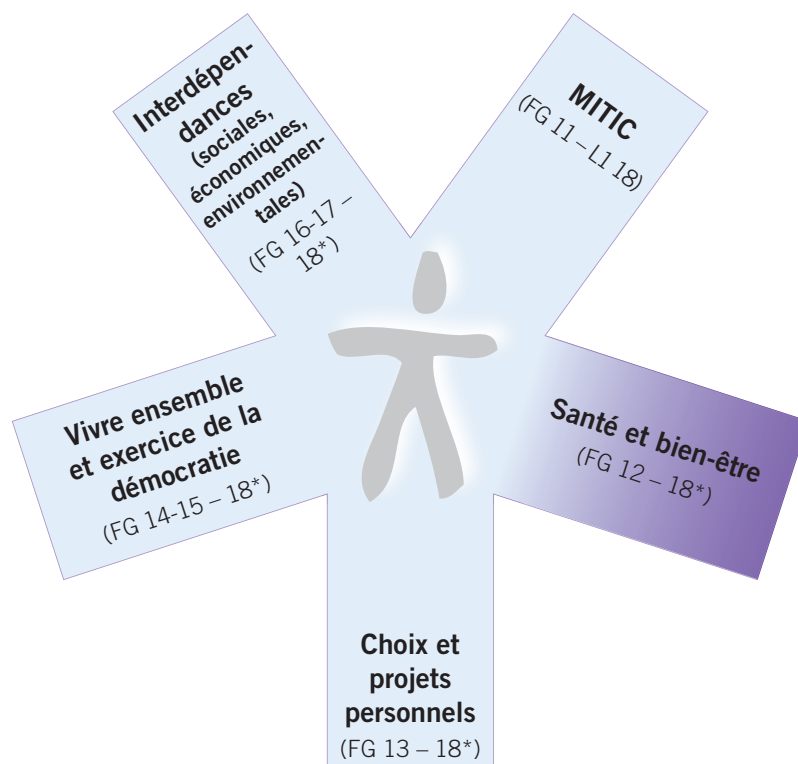 Interdépen-
dances
(sociales,
économiques,
environnemen-
tales)
(FG 16-17 –
18*)
MITIC
(FG 11 – L1 18)
Vivre ensemble
et exercice de la
démocratie
(FG 14-15 – 18*)
Santé et bien-être
(FG 12 – 18*)
Choix et
projets
personnels
(FG 13 – 18*)